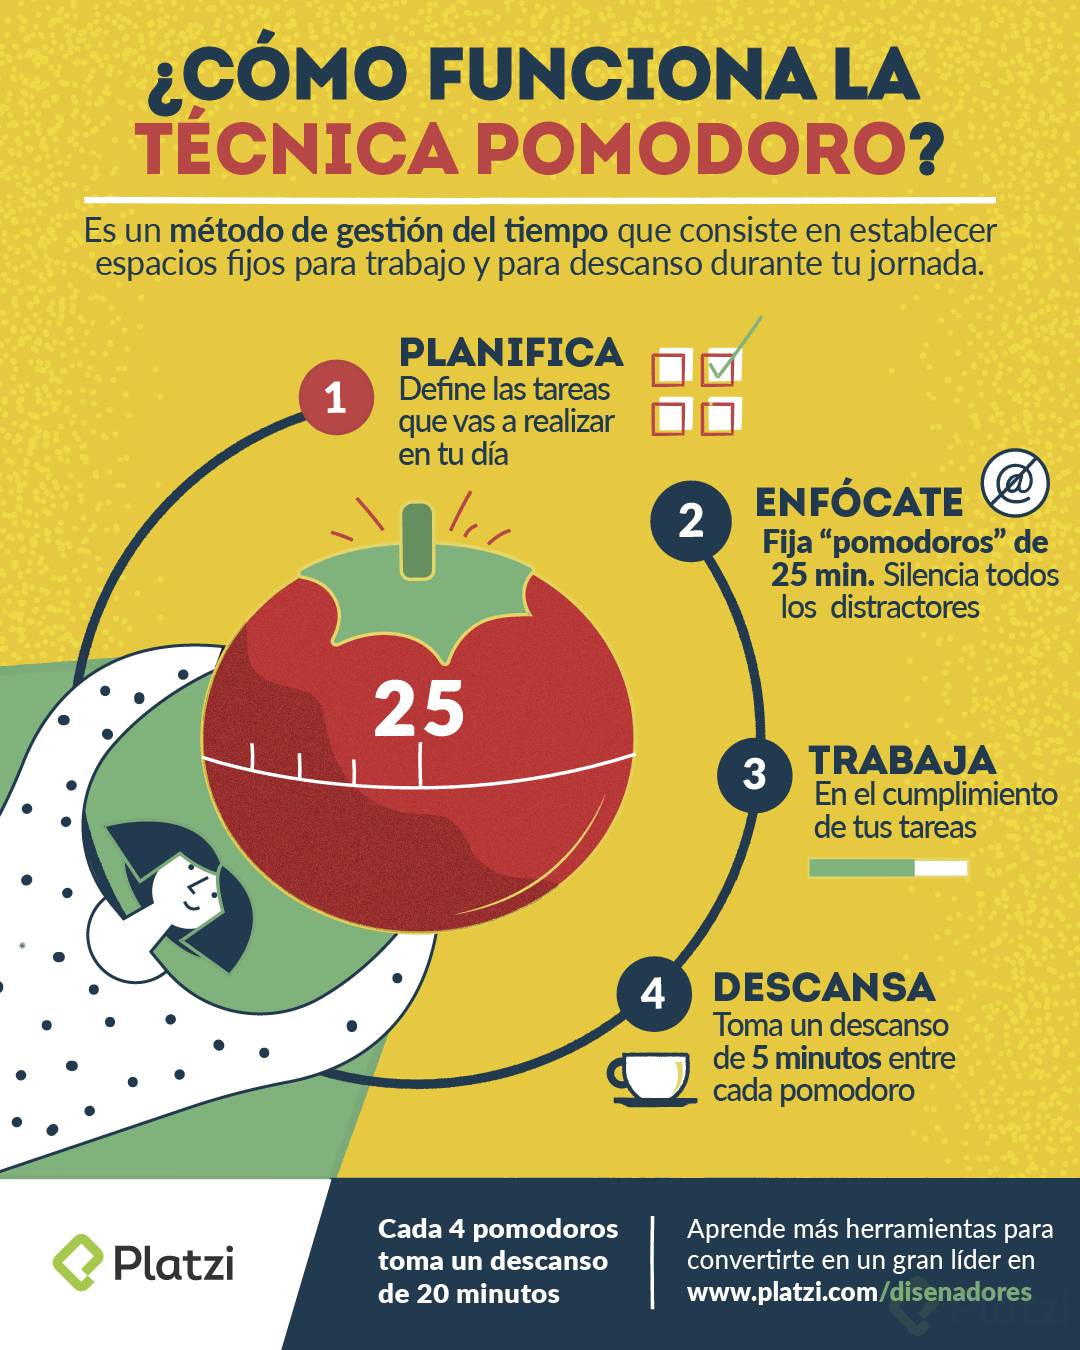 ¿CÓMO FUNCIONA LA
TÉCNICA POMODORO?
Es un método de gestión del tiempo que consiste en establecer
espacios fijos para trabajo y para descanso durante tu jornada.
1
PLANIFICA
Define las tareas
que vas a realizar
en tu día
2
ENFÓCATE
@
Fija “pomodoros” de
25 min. Silencia todos
los distractores
25
3
TRABAJA
En el cumplimiento
de tus tareas
4
DESCANSA
Toma un descanso
de 5 minutos entre
cada pomodoro
Platzi
Cada 4 pomodoros
toma un descanso
de 20 minutos
Aprende más herramientas para
convertirte en un gran líder en
www.platzi.com/disenadores
Platzi